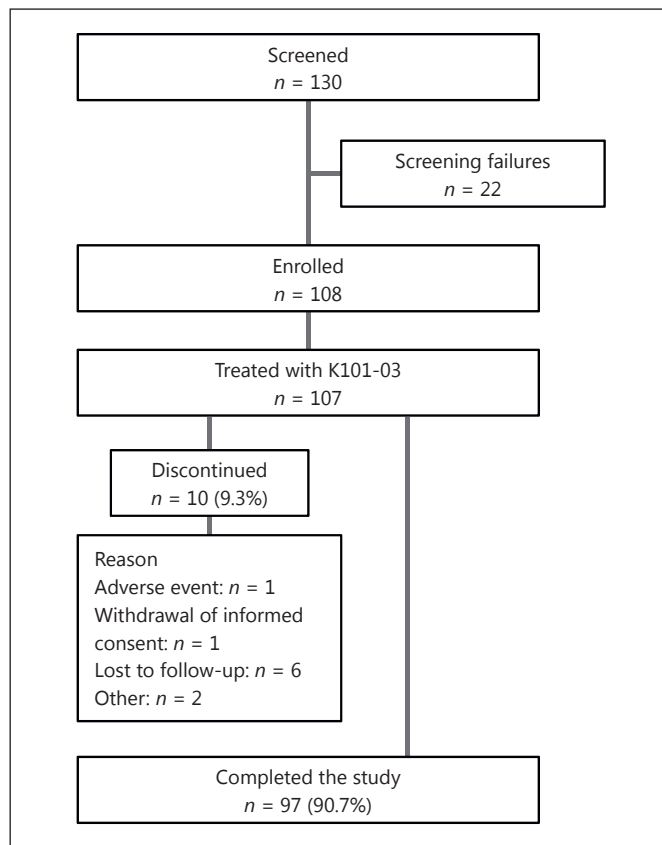 Screened
n = 130
Screening failures
n = 22
Enrolled
n = 108
Treated with K101-03
n = 107
Discontinued
n = 10 (9.3%)
Reason
Adverse event: n = 1
Withdrawal of informed
consent: n = 1
Lost to follow-up: n = 6
Other: n = 2
Completed the study
n = 97 (90.7%)